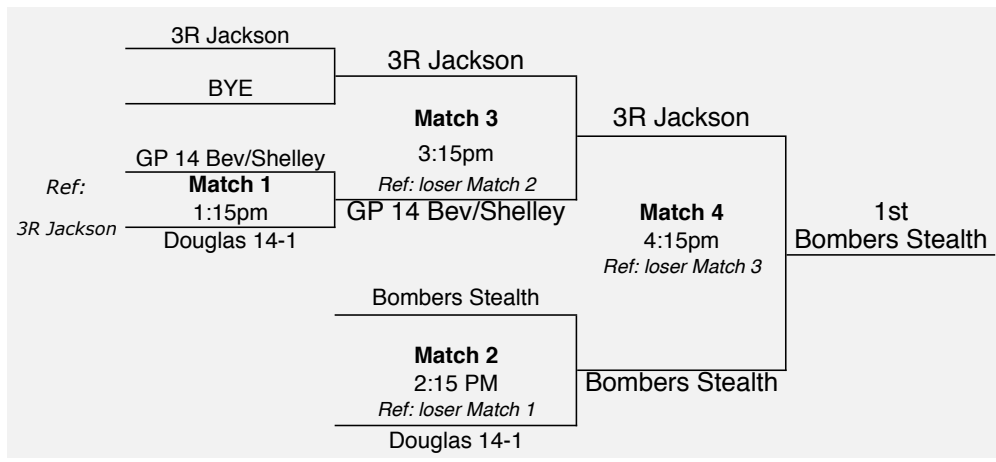 3R Jackson
BYE
3R Jackson
Match 3
3:15pm
Ref: loser Match 2
3R Jackson
GP 14 Bev/Shelley
Ref:
3R Jackson
Match 1
1:15pm
Douglas 14-1
GP 14 Bev/Shelley
Match 4
4:15pm
Ref: loser Match 3
1st
Bombers Stealth
Bombers Stealth
Match 2
2:15 PM
Ref: loser Match 1
Douglas 14-1
Bombers Stealth